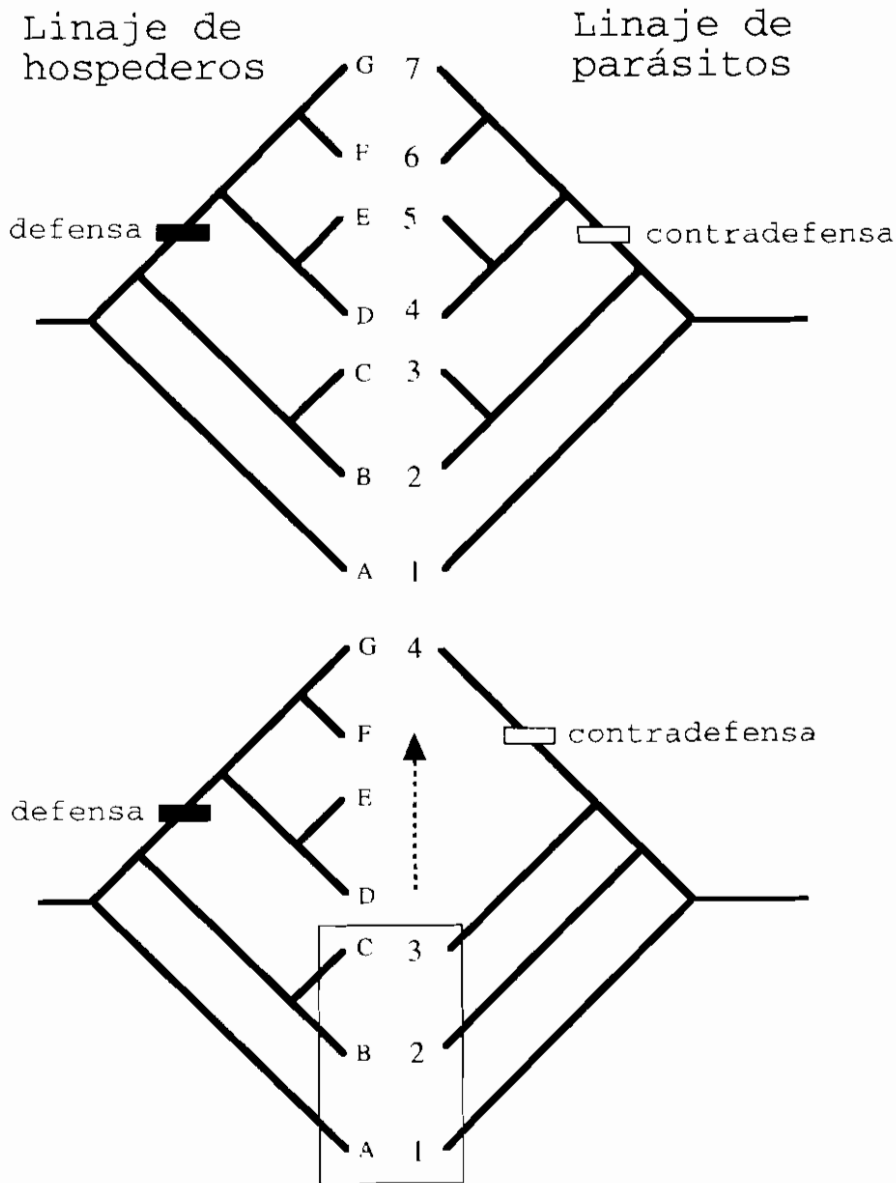 Linaje de
hospederos
Linaje de
parásitos
G 7
F 6
E 5
defensa
contradefensa
D 4
C 3
B 2
A 1
G 4
F
contradefensa
E
defensa
D
C 3
B 2
A 1